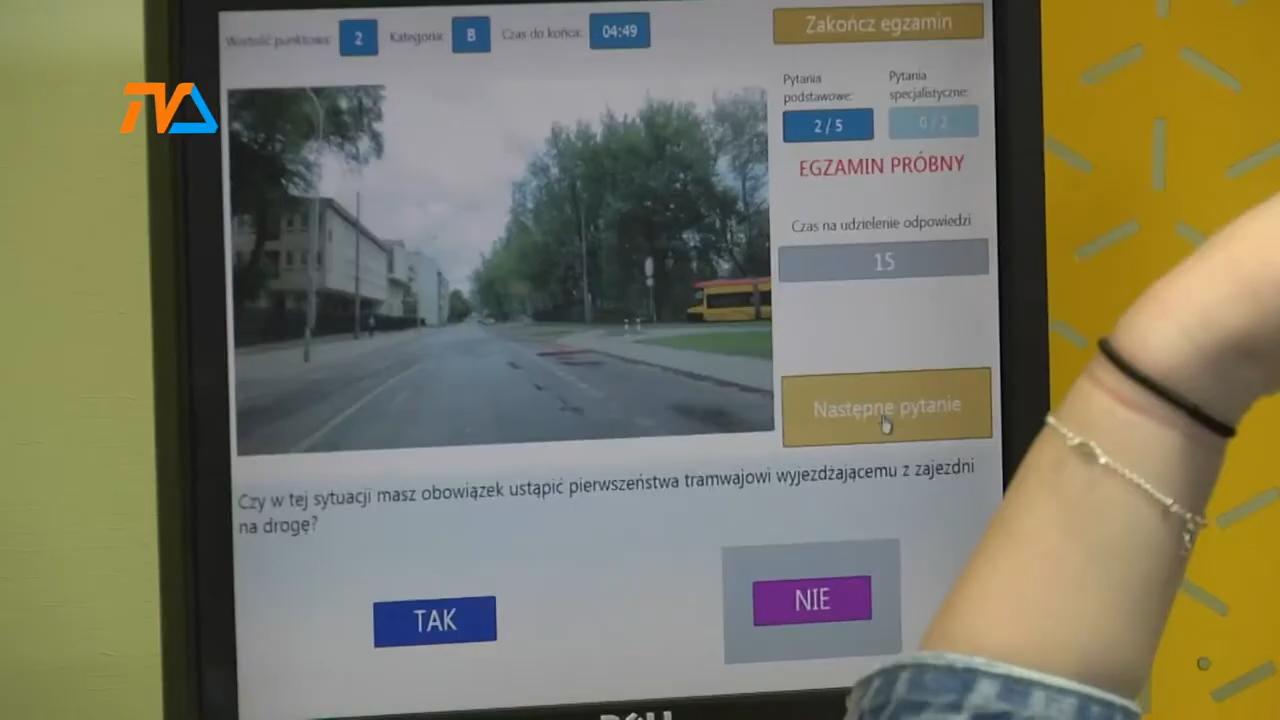 Wartość punktowa: 2 Kategoria: B Czas do końca: 04:49
Zakończ egzamin
TVA
Pytania podstawowe:
2 / 5
Pytania specjalistyczne:
0 / 2
EGZAMIN PRÓBNY
Czas na udzielenie odpowiedzi
15
Następne pytanie
Czy w tej sytuacji masz obowiązek ustąpić pierwszeństwa tramwajowi wyjeżdżającemu z zajezdni
na drogę?
TAK
NIE
DELL